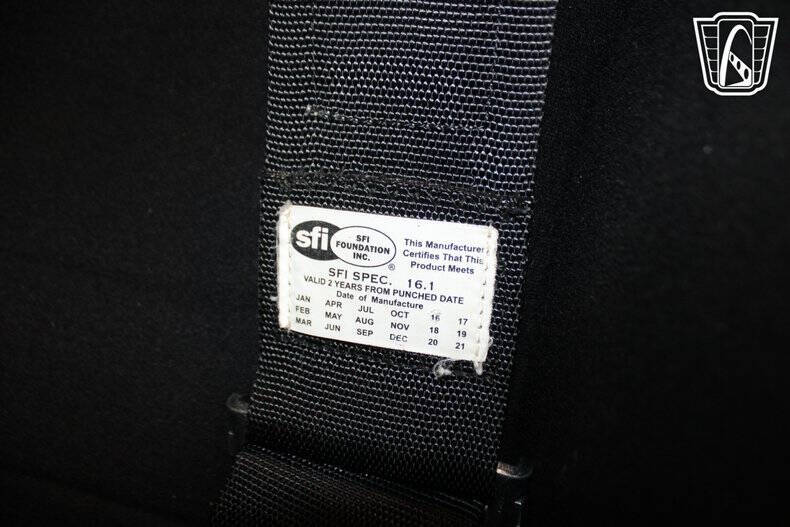 sfi
SFI
FOUNDATION
INC.
®
This Manufacturer
Certifies That This
Product Meets
SFI SPEC. 16.1
VALID 2 YEARS FROM PUNCHED DATE
Date of Manufacture
JAN APR JUL OCT 16 17
FEB MAY AUG NOV 18 19
MAR JUN SEP DEC 20 21